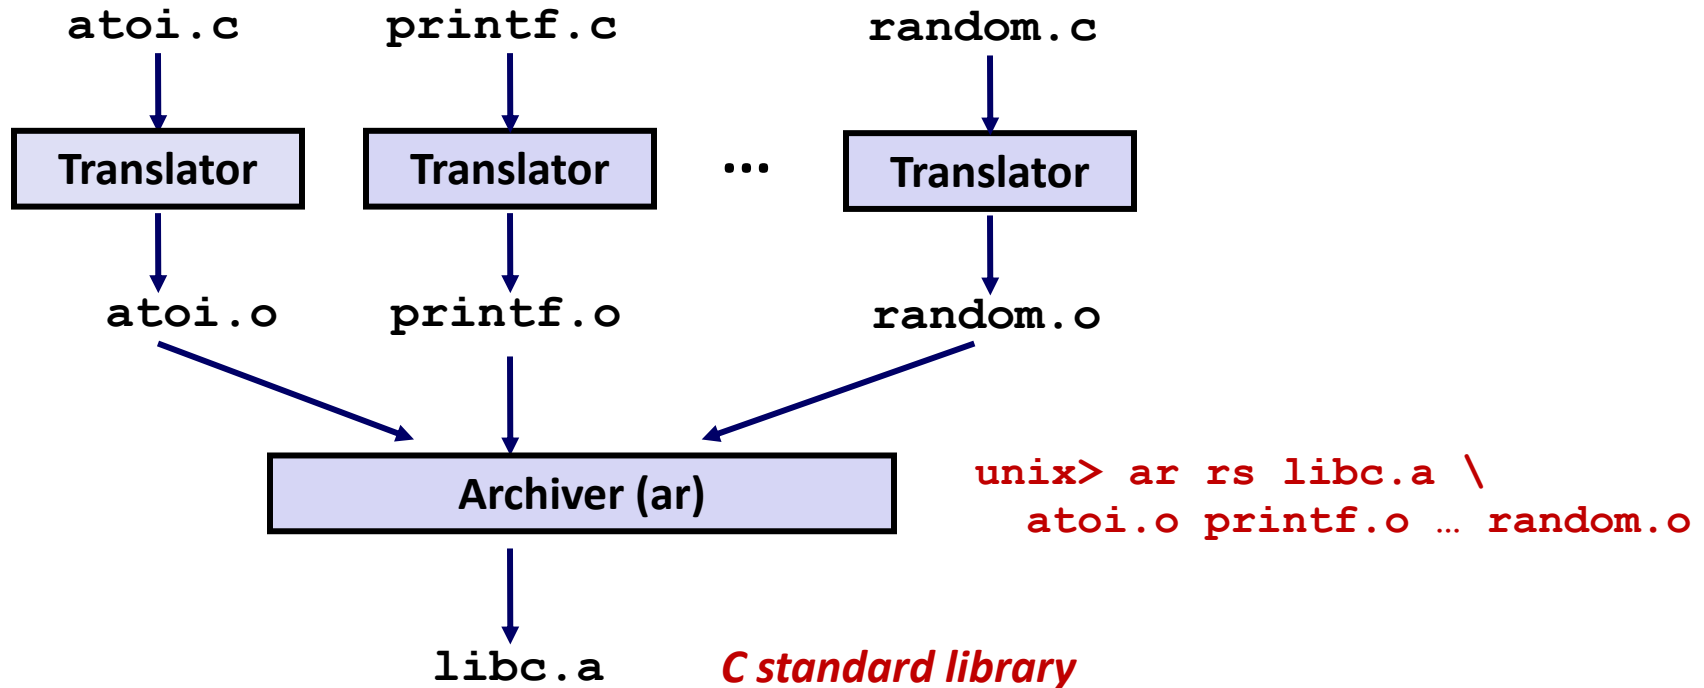 atoi.c printf.c random.c
Translator Translator ... Translator
atoi.o printf.o random.o
Archiver (ar)
unix> ar rs libc.a \
atoi.o printf.o … random.o
libc.a C standard library